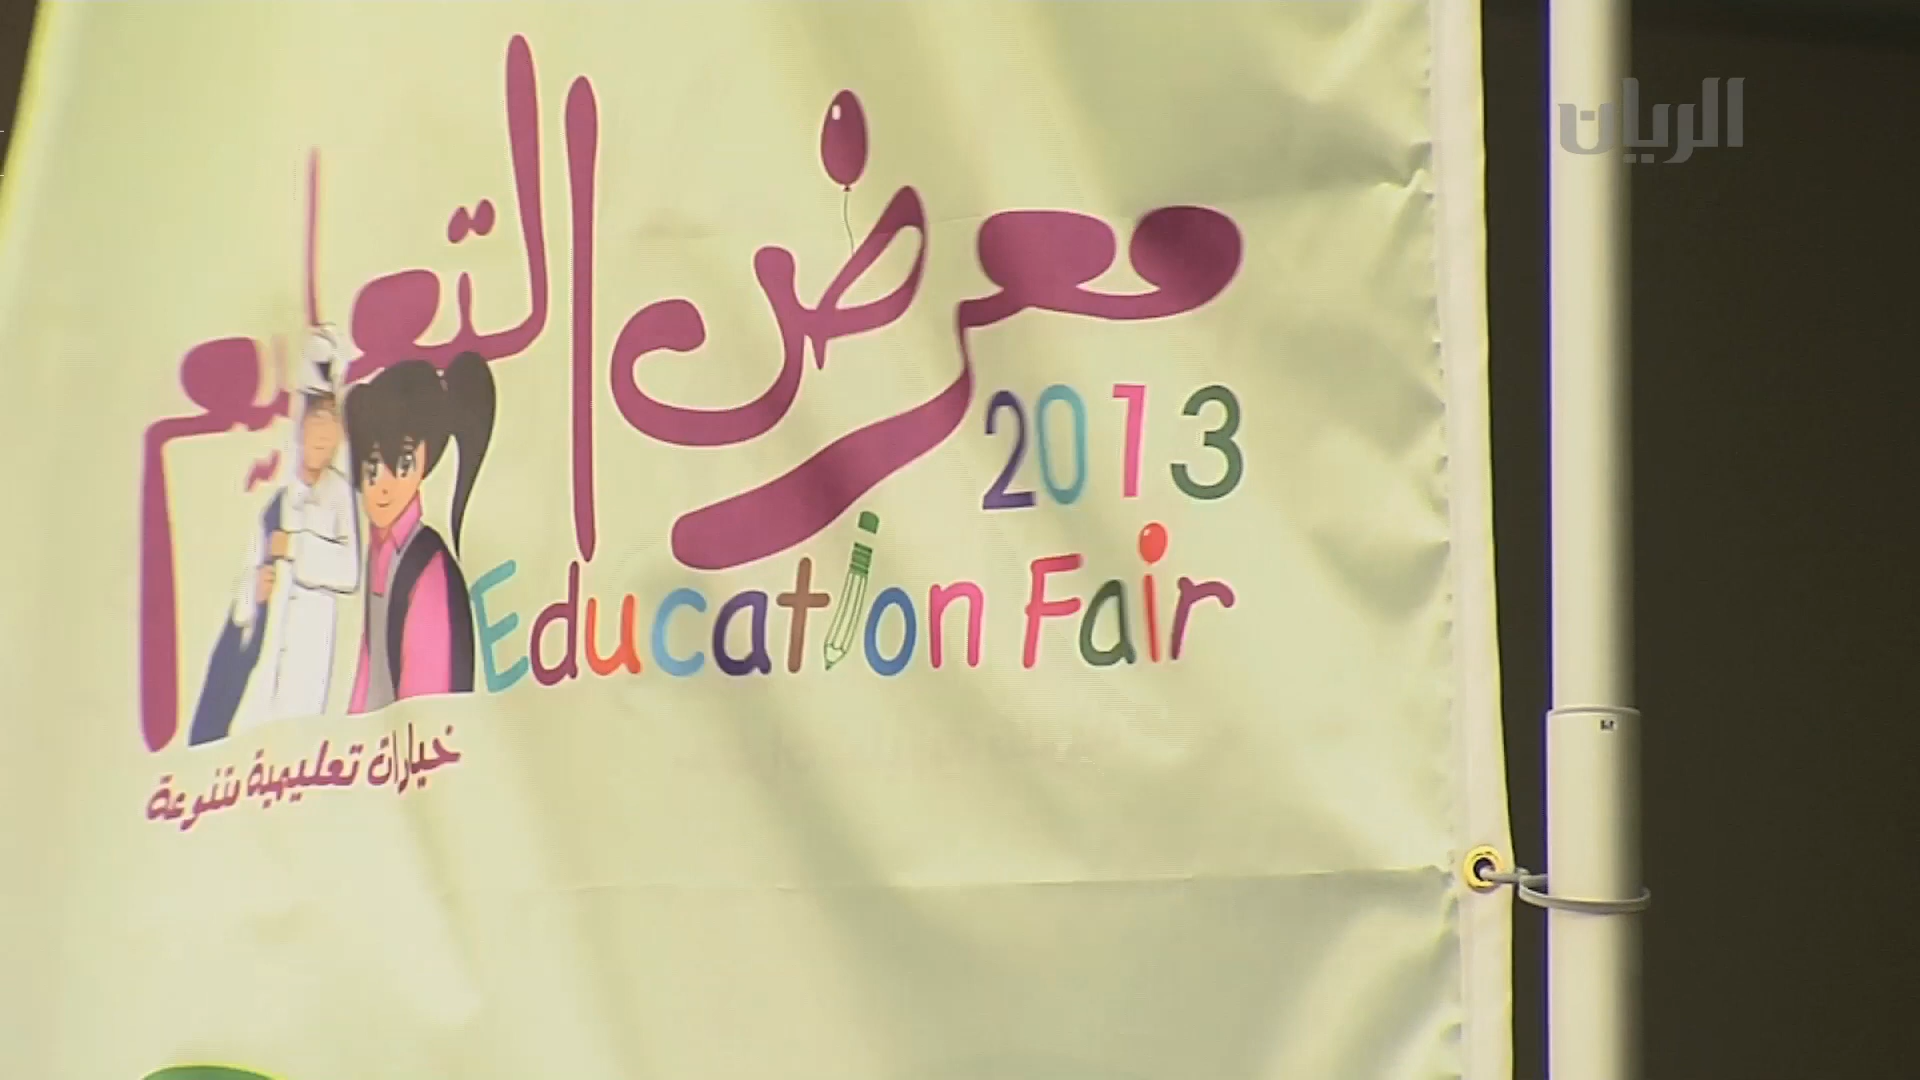 الريان
معرض التعليم
2013
Education Fair
خيارات تعليمية متنوعة